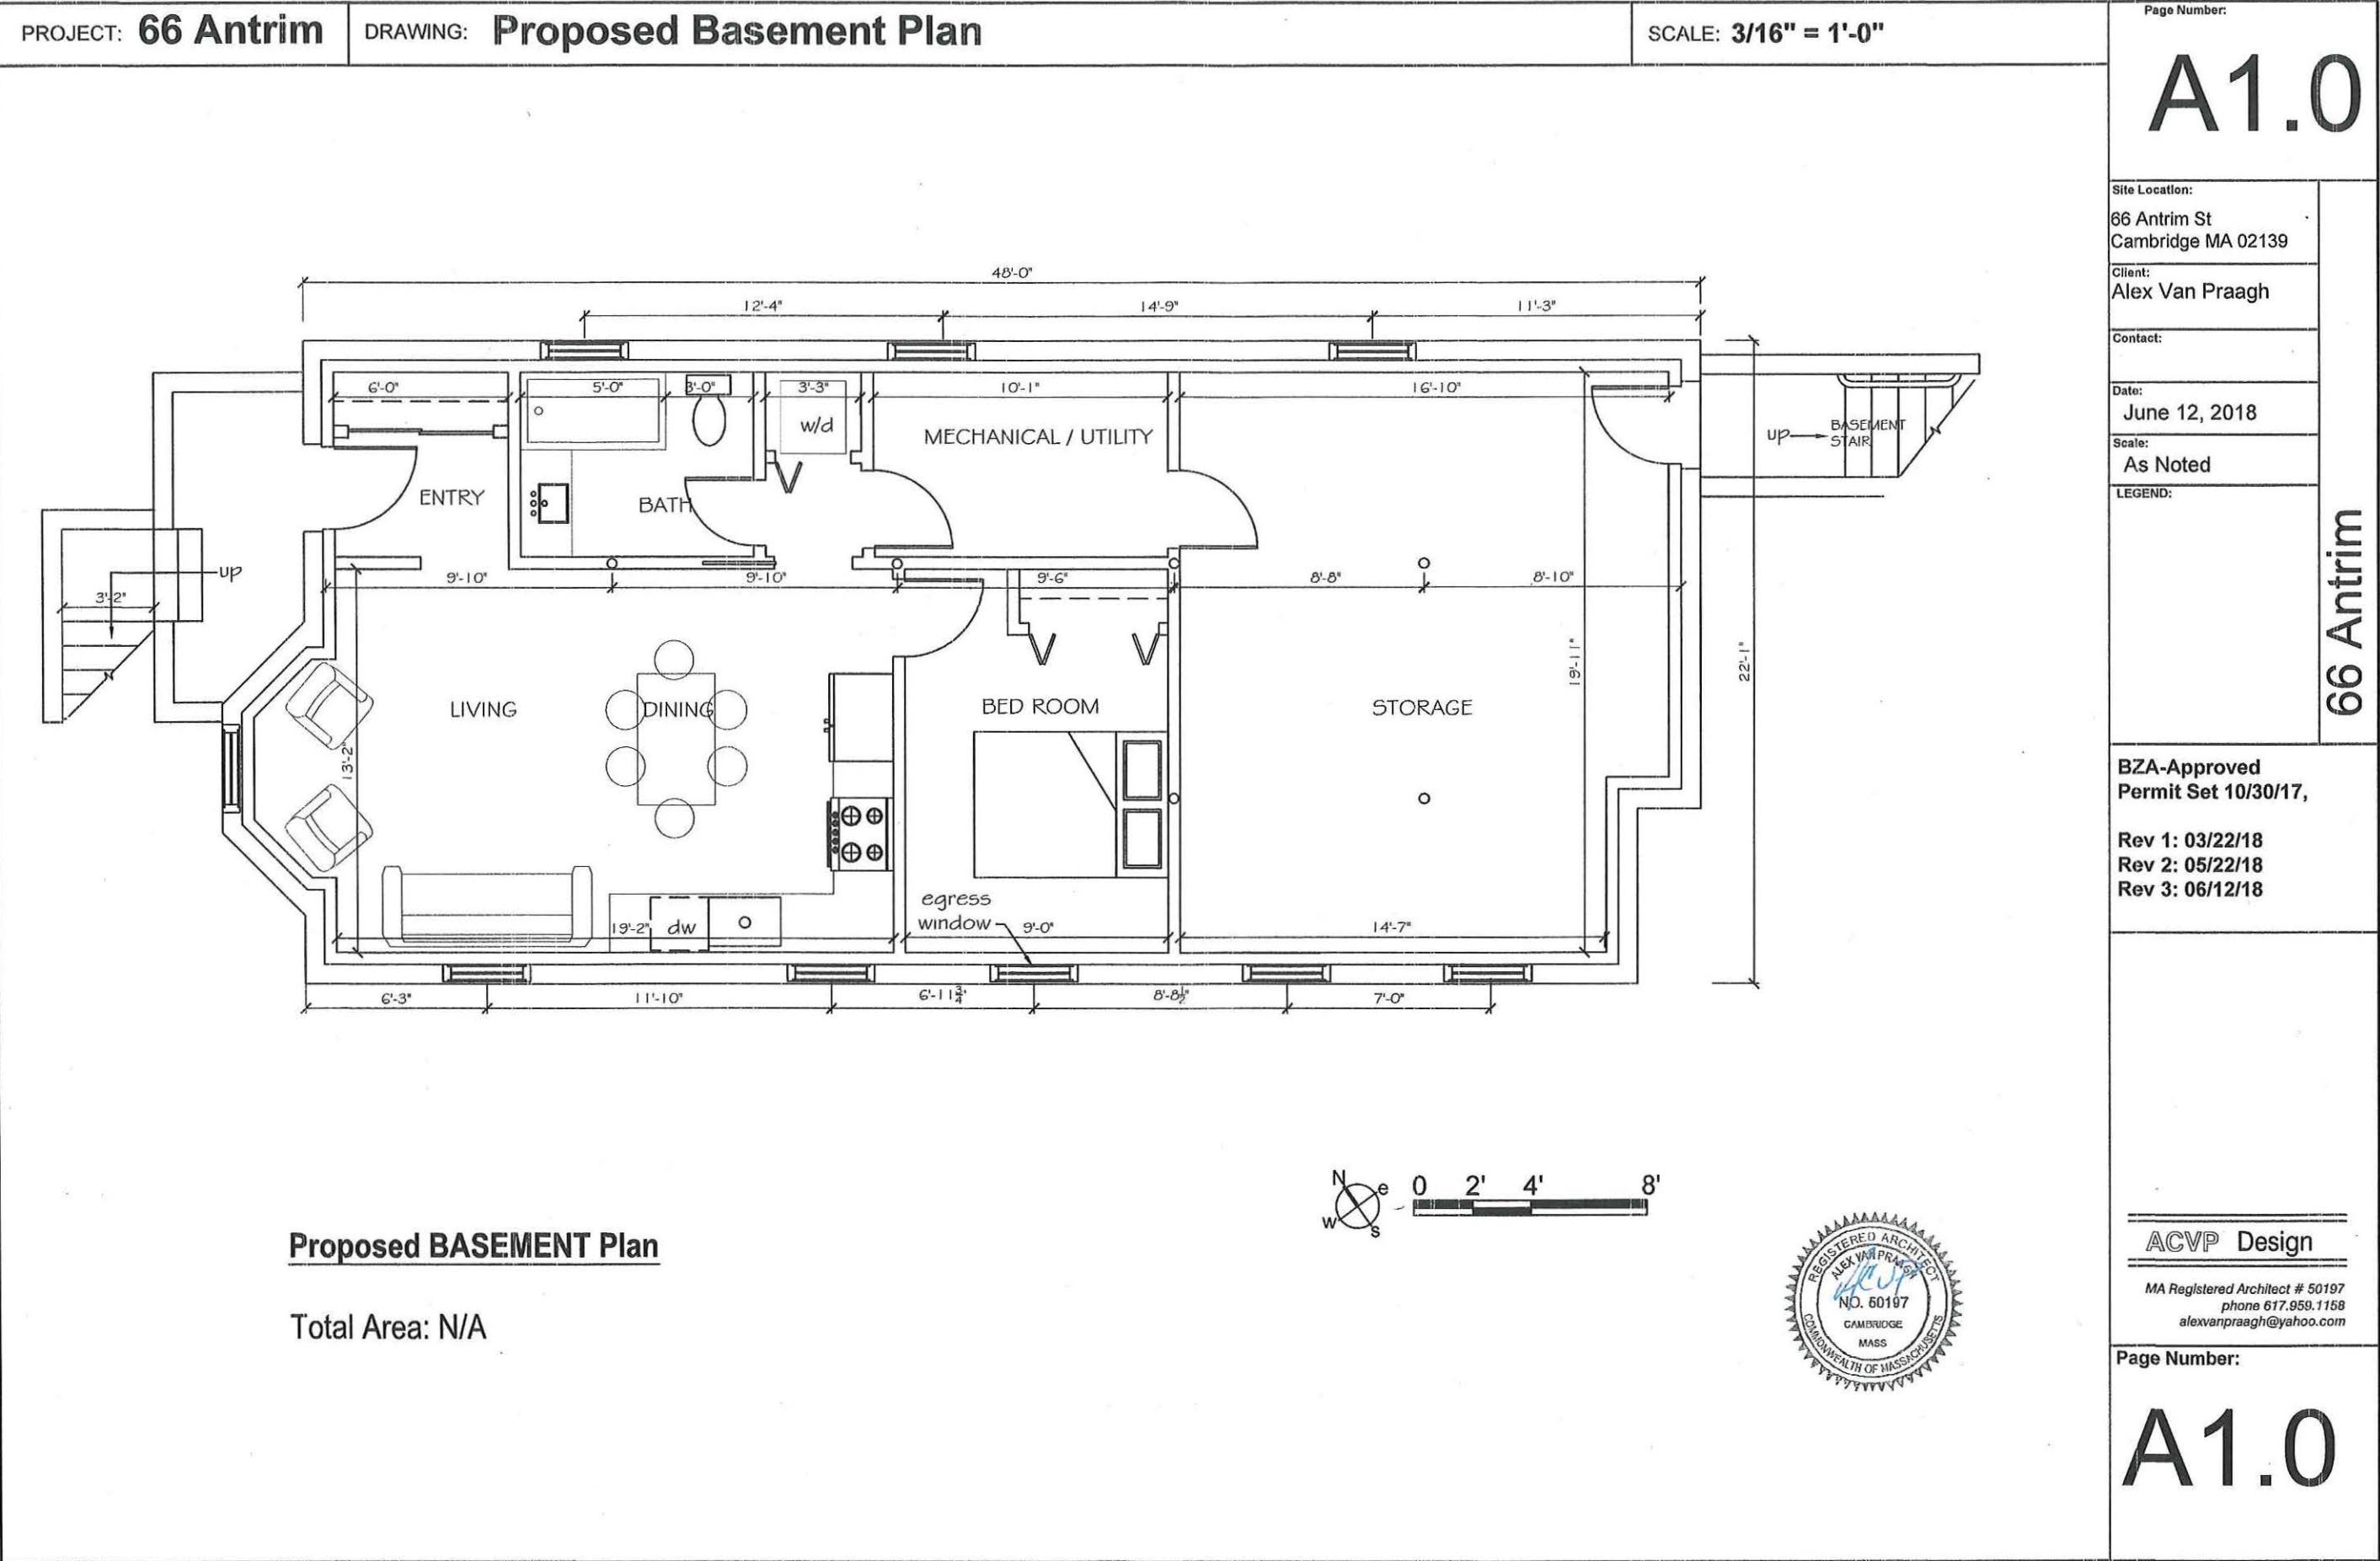 PROJECT: 66 Antrim
DRAWING: Proposed Basement Plan
SCALE: 3/16" = 1'-0"
Page Number:
A1.0
Site Location:
66 Antrim St
Cambridge MA 02139
Client:
Alex Van Praagh
Contact:
Date:
June 12, 2018
Scale:
As Noted
LEGEND:
66 Antrim
BZA-Approved
Permit Set 10/30/17,
Rev 1: 03/22/18
Rev 2: 05/22/18
Rev 3: 06/12/18
48'-0"
12'-4"
14'-9"
11'-3"
6'-0"
5'-0"
3'-0"
3'-3"
10'-1"
16'-10"
w/d
MECHANICAL / UTILITY
up
BASEMENT
STAIR
ENTRY
BATH
up
3'-2"
9'-10"
9'-10"
9'-6"
8'-8"
8'-10"
19'-11"
22'-1"
13'-2"
LIVING
DINING
BED ROOM
STORAGE
egress
window
19'-2"
dw
9'-0"
14'-7"
6'-3"
11'-10"
6'-11 3/4"
8'-8 1/2"
7'-0"
N
e
w
s
0 2' 4' 8'
Proposed BASEMENT Plan
Total Area: N/A
REGISTERED ARCHITECT
ALEX VAN PRAAGH
NO. 50197
CAMBRIDGE
MASS
COMMONWEALTH OF MASSACHUSETTS
ACVP Design
MA Registered Architect # 50197
phone 617.959.1158
alexvanpraagh@yahoo.com
Page Number:
A1.0